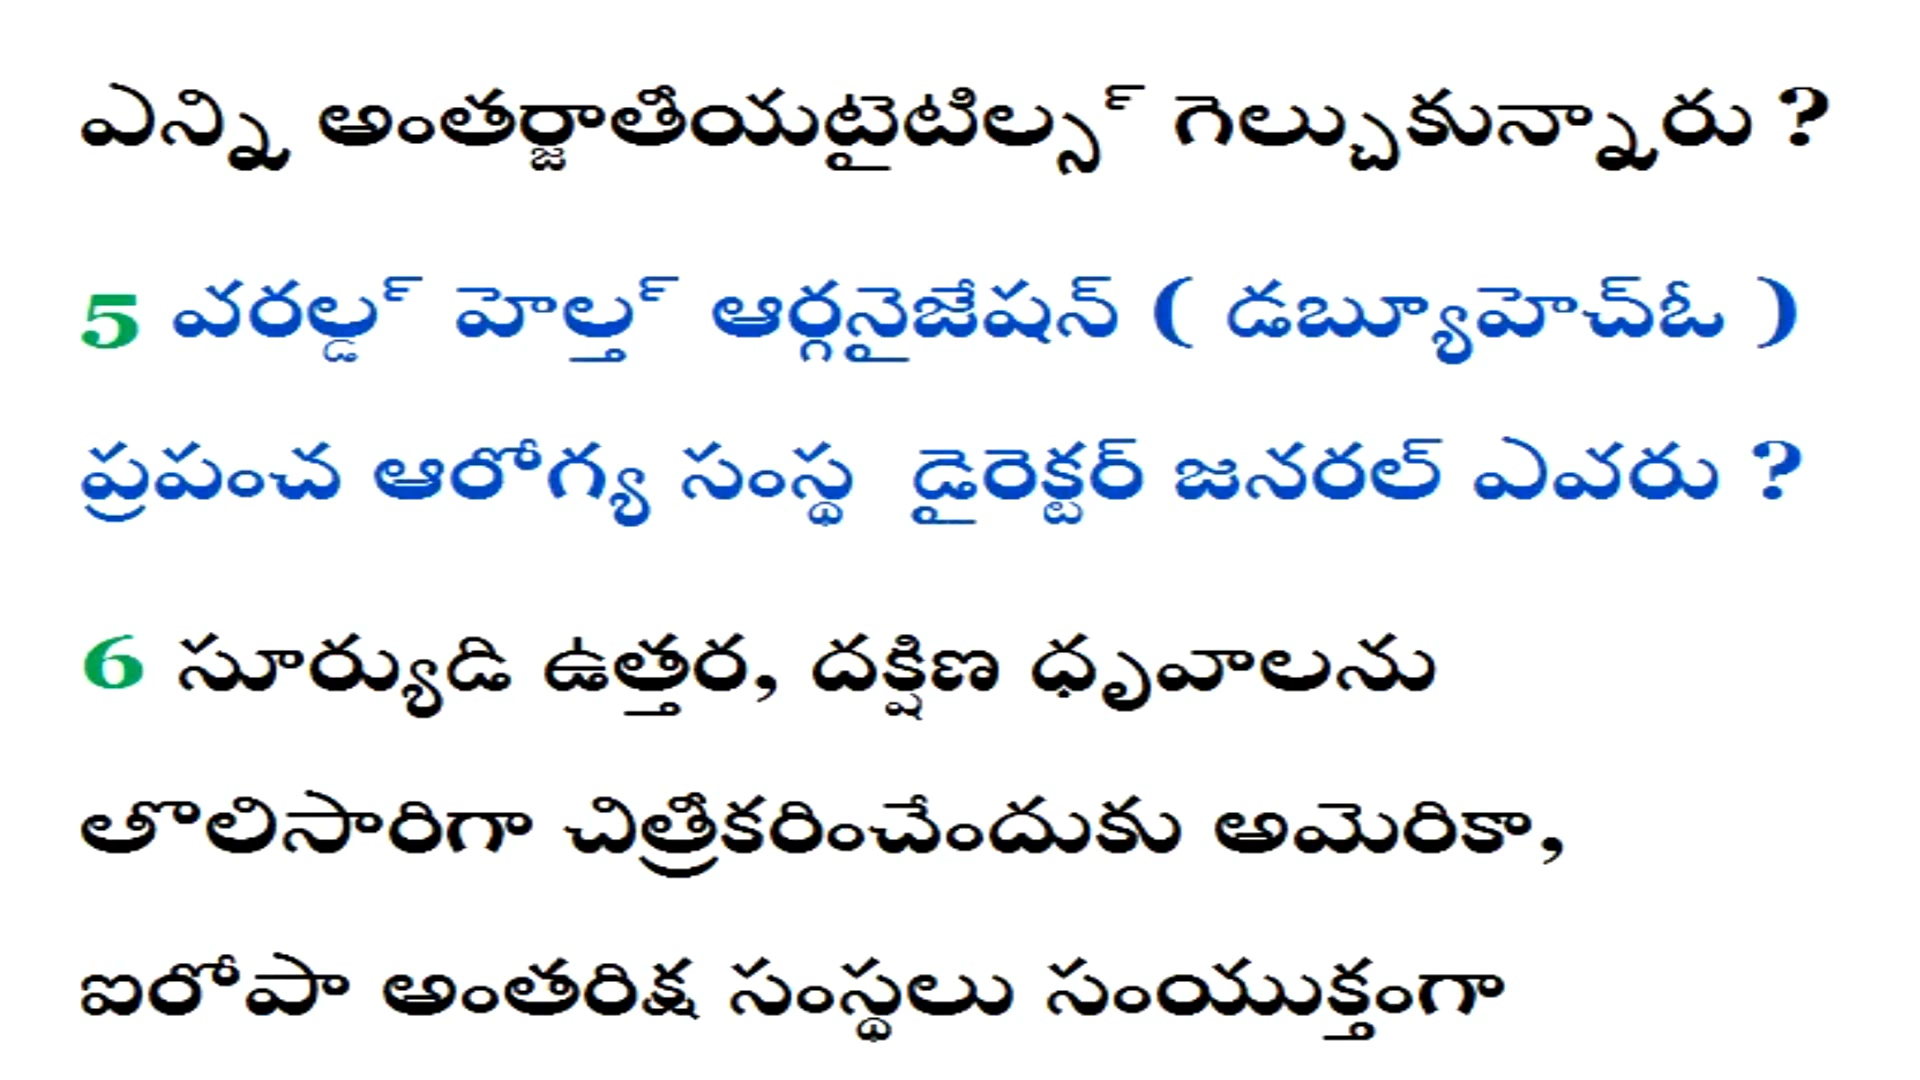 ఎన్ని అంతర్జాతీయటైటిల్స్ గెల్చుకున్నారు ?
5 వరల్డ్ హెల్త్ ఆర్గనైజేషన్ ( డబ్యూహెచ్ఓ )
ప్రపంచ ఆరోగ్య సంస్థ డైరెక్టర్ జనరల్ ఎవరు ?
6 సూర్యుడి ఉత్తర, దక్షిణ ధృవాలను
తొలిసారిగా చిత్రీకరించేందుకు అమెరికా,
ఐరోపా అంతరిక్ష సంస్థలు సంయుక్తంగా